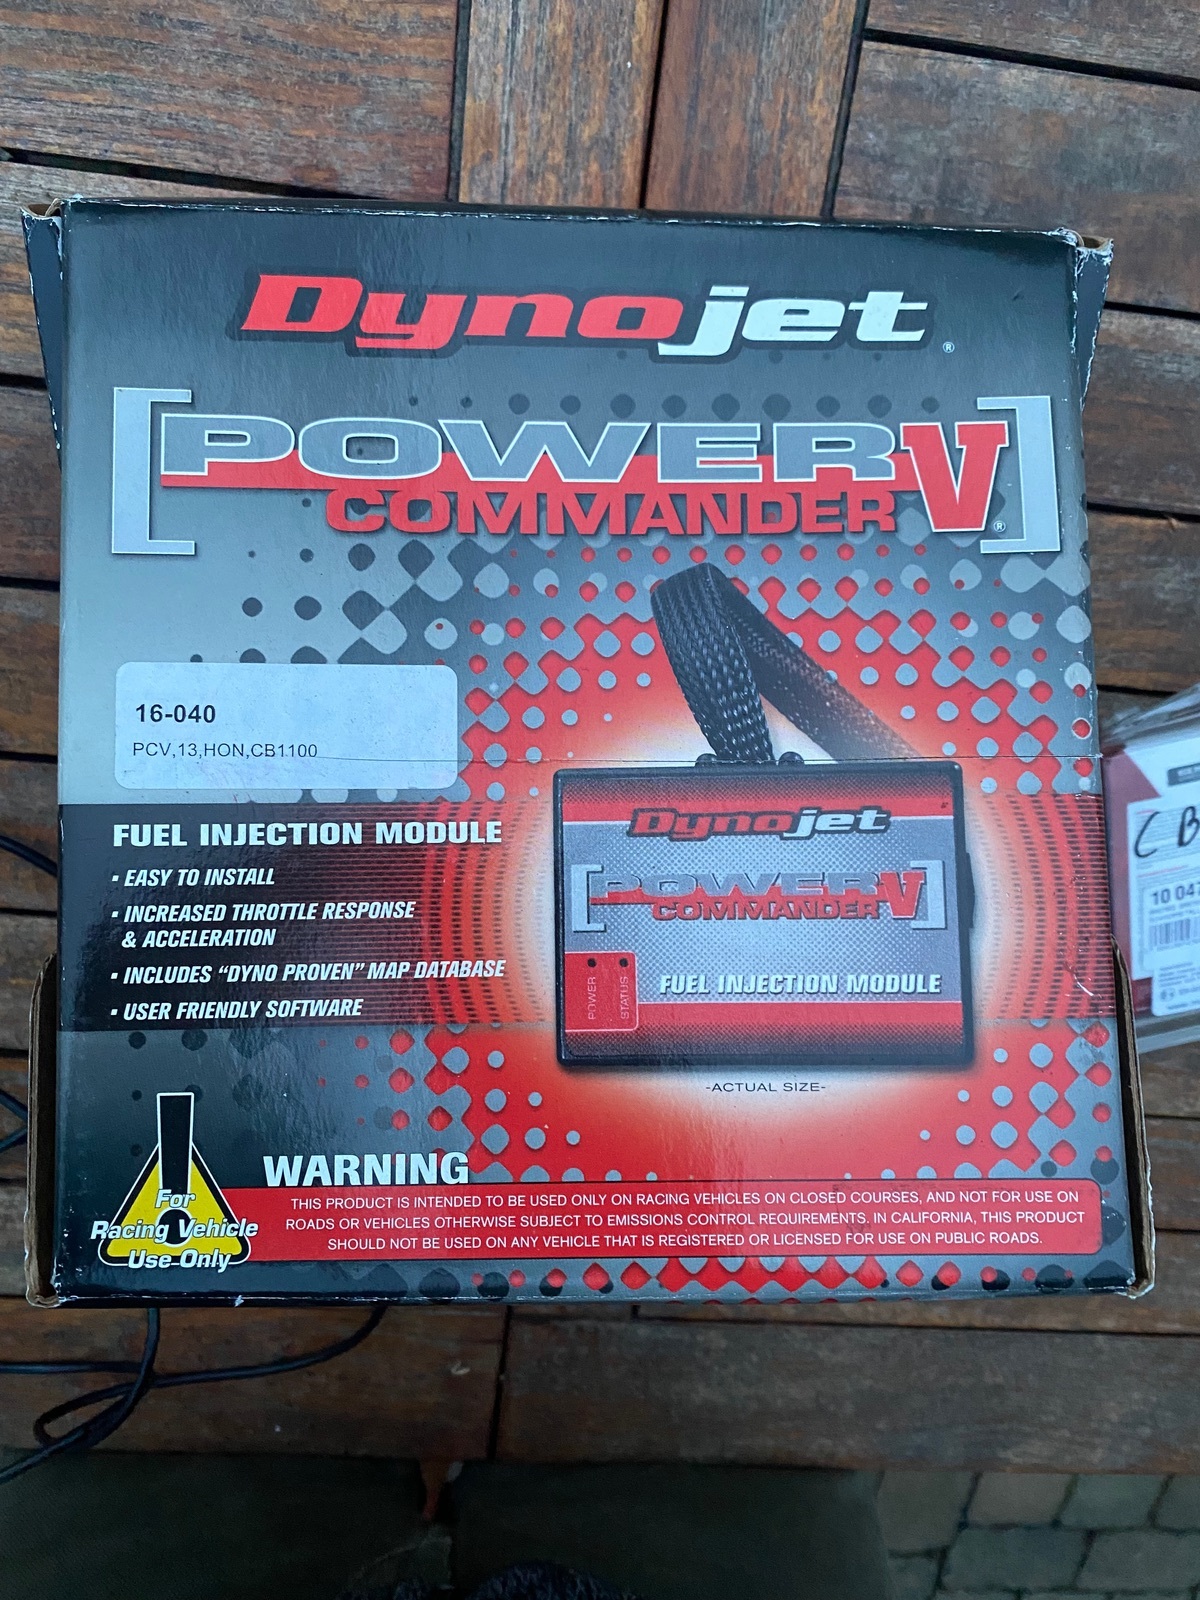 Dynojet®
[POWER V]
COMMANDER ®
16-040
PCV,13,HON,CB1100
FUEL INJECTION MODULE
· EASY TO INSTALL
· INCREASED THROTTLE RESPONSE
& ACCELERATION
· INCLUDES "DYNO PROVEN" MAP DATABASE
· USER FRIENDLY SOFTWARE
Dynojet
[POWER V]
COMMANDER
POWER
STATUS
FUEL INJECTION MODULE
-ACTUAL SIZE-
For
Racing Vehicle
Use Only
WARNING
THIS PRODUCT IS INTENDED TO BE USED ONLY ON RACING VEHICLES ON CLOSED COURSES, AND NOT FOR USE ON
ROADS OR VEHICLES OTHERWISE SUBJECT TO EMISSIONS CONTROL REQUIREMENTS. IN CALIFORNIA, THIS PRODUCT
SHOULD NOT BE USED ON ANY VEHICLE THAT IS REGISTERED OR LICENSED FOR USE ON PUBLIC ROADS.
C B
10 047